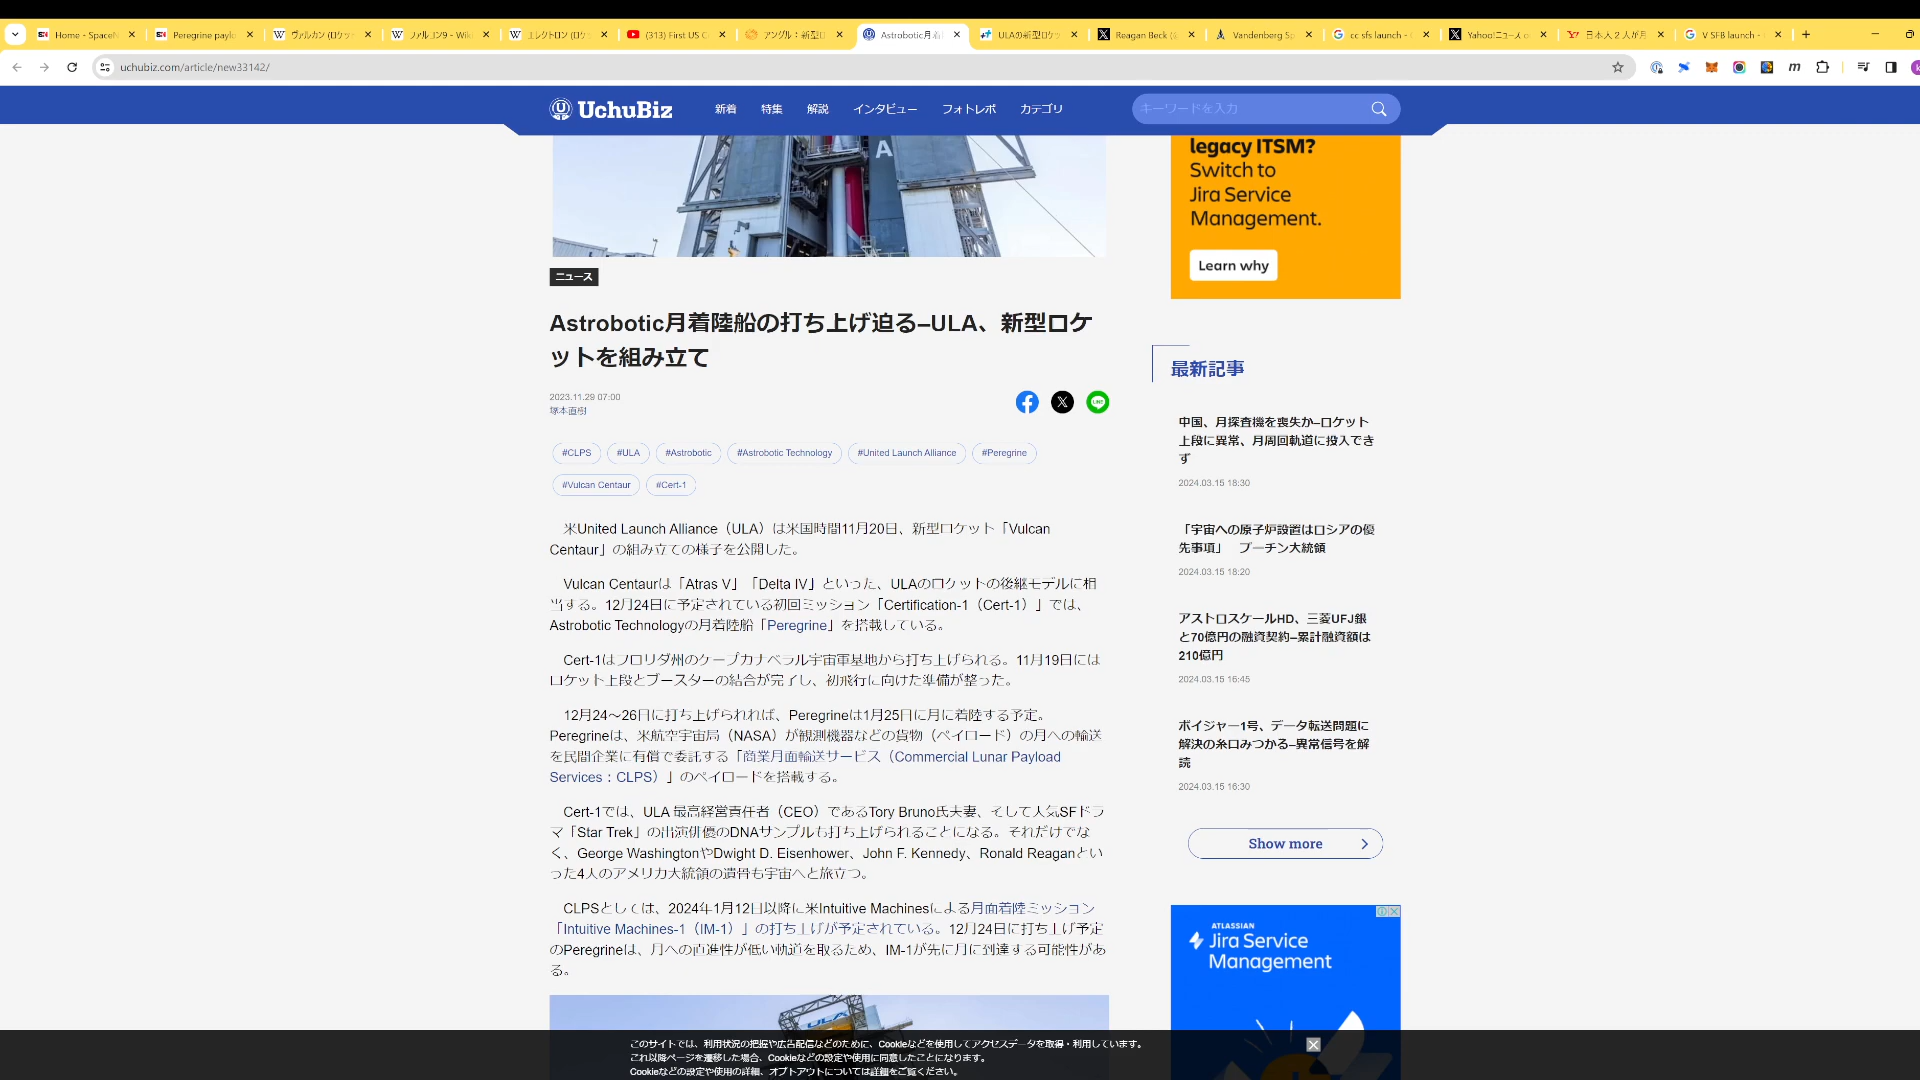 Home - SpaceN
Peregrine paylo
ヴァルカン (ロケッ
ファルコン9 - Wiki
エレクトロン (ロケ
(313) First US C
アングル：新型ロ
Astrobotic月着
ULAの新型ロケッ
Reagan Beck (@
Vandenberg Sp
cc sfs launch -
Yahoo!ニュース o
日本人２人が月
V SFB launch -
uchubiz.com/article/new33142/
UchuBiz
新着
特集
解説
インタビュー
フォトレポ
カテゴリ
キーワードを入力
A
legacy ITSM?
Switch to
Jira Service
Management.
Learn why
ニュース
Astrobotic月着陸船の打ち上げ迫る–ULA、新型ロケ
ットを組み立て
2023.11.29 07:00
塚本直樹
#CLPS
#ULA
#Astrobotic
#Astrobotic Technology
#United Launch Alliance
#Peregrine
#Vulcan Centaur
#Cert-1
米United Launch Alliance（ULA）は米国時間11月20日、新型ロケット「Vulcan
Centaur」の組み立ての様子を公開した。
Vulcan Centaurは「Atras V」「Delta IV」といった、ULAのロケットの後継モデルに相
当する。12月24日に予定されている初回ミッション「Certification-1（Cert-1）」では、
Astrobotic Technologyの月着陸船「Peregrine」を搭載している。
Cert-1はフロリダ州のケープカナベラル宇宙軍基地から打ち上げられる。11月19日には
ロケット上段とブースターの結合が完了し、初飛行に向けた準備が整った。
12月24〜26日に打ち上げられれば、Peregrineは1月25日に月に着陸する予定。
Peregrineは、米航空宇宙局（NASA）が観測機器などの貨物（ペイロード）の月への輸送
を民間企業に有償で委託する「商業月面輸送サービス（Commercial Lunar Payload
Services：CLPS）」のペイロードを搭載する。
Cert-1では、ULA 最高経営責任者（CEO）であるTory Bruno氏夫妻、そして人気SFドラ
マ「Star Trek」の出演俳優のDNAサンプルも打ち上げられることになる。それだけでな
く、George WashingtonやDwight D. Eisenhower、John F. Kennedy、Ronald Reaganとい
った4人のアメリカ大統領の遺骨も宇宙へと旅立つ。
CLPSとしては、2024年1月12日以降に米Intuitive Machinesによる月面着陸ミッション
「Intuitive Machines-1（IM-1）」の打ち上げが予定されている。12月24日に打ち上げ予定
のPeregrineは、月への直進性が低い軌道を取るため、IM-1が先に月に到達する可能性があ
る。
ULA
最新記事
中国、月探査機を喪失か–ロケット
上段に異常、月周回軌道に投入でき
ず
2024.03.15 18:30
「宇宙への原子炉設置はロシアの優
先事項」　プーチン大統領
2024.03.15 18:20
アストロスケールHD、三菱UFJ銀
と70億円の融資契約–累計融資額は
210億円
2024.03.15 16:45
ボイジャー1号、データ転送問題に
解決の糸口みつかる–異常信号を解
読
2024.03.15 16:30
Show more
ATLASSIAN
Jira Service
Management
このサイトでは、利用状況の把握や広告配信などのために、Cookieなどを使用してアクセスデータを取得・利用しています。
これ以降ページを遷移した場合、Cookieなどの設定や使用に同意したことになります。
Cookieなどの設定や使用の詳細、オプトアウトについては詳細をご覧ください。